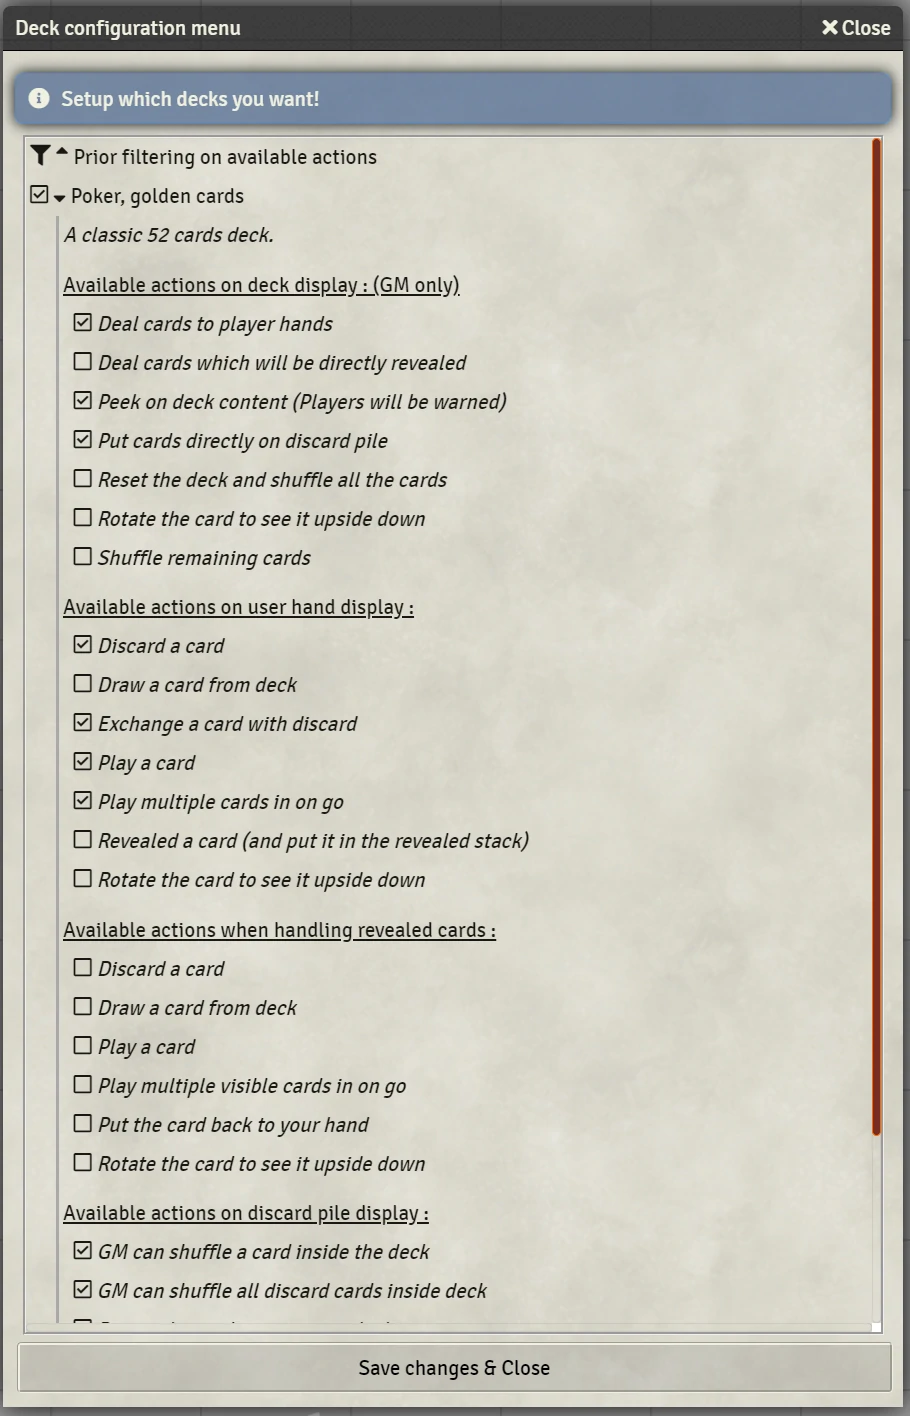 Deck configuration menu
Close
Setup which decks you want!
Prior filtering on available actions
Poker, golden cards
A classic 52 cards deck.
Available actions on deck display : (GM only)
Deal cards to player hands
Deal cards which will be directly revealed
Peek on deck content (Players will be warned)
Put cards directly on discard pile
Reset the deck and shuffle all the cards
Rotate the card to see it upside down
Shuffle remaining cards
Available actions on user hand display :
Discard a card
Draw a card from deck
Exchange a card with discard
Play a card
Play multiple cards in on go
Revealed a card (and put it in the revealed stack)
Rotate the card to see it upside down
Available actions when handling revealed cards :
Discard a card
Draw a card from deck
Play a card
Play multiple visible cards in on go
Put the card back to your hand
Rotate the card to see it upside down
Available actions on discard pile display :
GM can shuffle a card inside the deck
GM can shuffle all discard cards inside deck
Save changes & Close